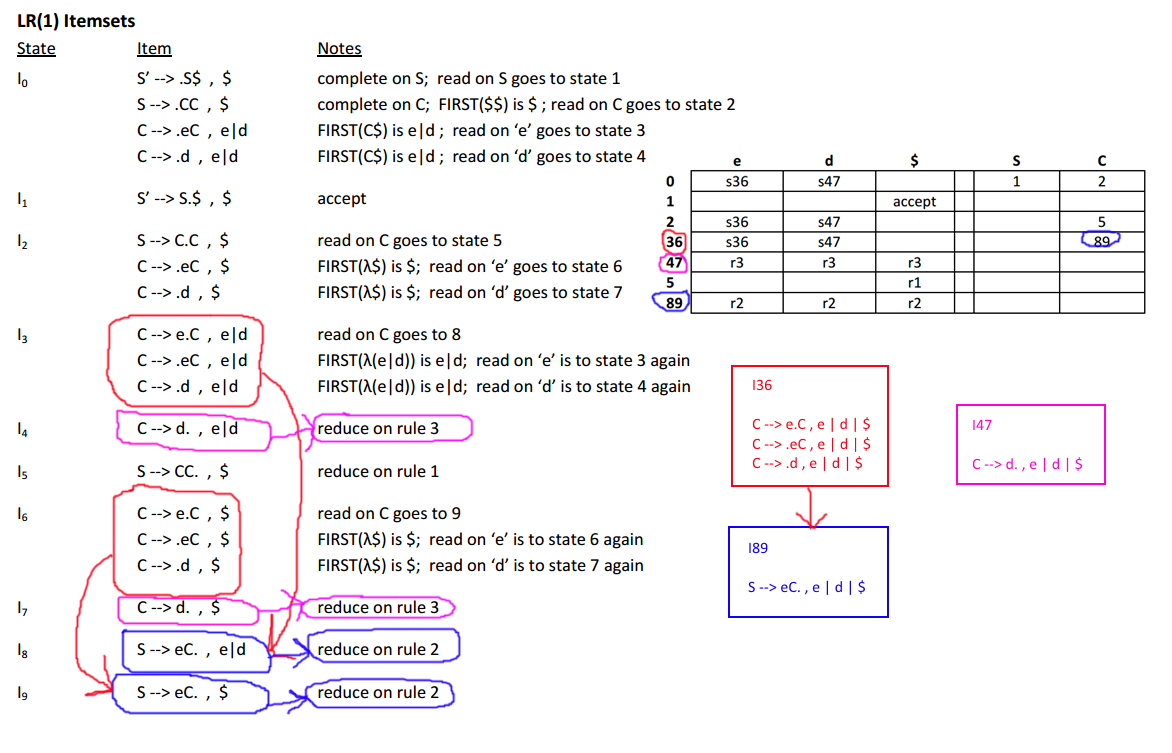 LR(1) Itemsets
State Item Notes
I₀ S’ --> .S$ , $ complete on S; read on S goes to state 1
S --> .CC , $ complete on C; FIRST($$) is $ ; read on C goes to state 2
C --> .eC , e|d FIRST(C$) is e|d ; read on ‘e’ goes to state 3
C --> .d , e|d FIRST(C$) is e|d ; read on ‘d’ goes to state 4
I₁ S’ --> S.$ , $ accept
I₂ S --> C.C , $ read on C goes to state 5
C --> .eC , $ FIRST(λ$) is $; read on ‘e’ goes to state 6
C --> .d , $ FIRST(λ$) is $; read on ‘d’ goes to state 7
I₃ C --> e.C , e|d read on C goes to 8
C --> .eC , e|d FIRST(λ(e|d)) is e|d; read on ‘e’ is to state 3 again
C --> .d , e|d FIRST(λ(e|d)) is e|d; read on ‘d’ is to state 4 again
I₄ C --> d. , e|d reduce on rule 3
I₅ S --> CC. , $ reduce on rule 1
I₆ C --> e.C , $ read on C goes to 9
C --> .eC , $ FIRST(λ$) is $; read on ‘e’ is to state 6 again
C --> .d , $ FIRST(λ$) is $; read on ‘d’ is to state 7 again
I₇ C --> d. , $ reduce on rule 3
I₈ S --> eC. , e|d reduce on rule 2
I₉ S --> eC. , $ reduce on rule 2
e d $ S C
0 s36 s47 1 2
1 accept
2 s36 s47 5
36 s36 s47 89
47 r3 r3 r3
5 r1
89 r2 r2 r2
I36
C --> e.C , e | d | $
C --> .eC , e | d | $
C --> .d , e | d | $
I47
C --> d. , e | d | $
I89
S --> eC. , e | d | $